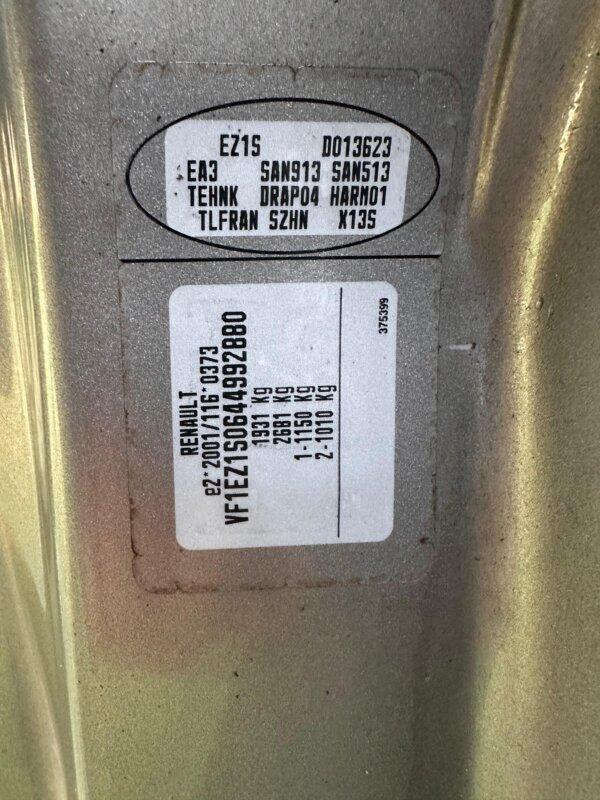 EZ1S D013623
EA3 SAN913 SAN513
TEHNK DRAP04 HARM01
TLFRAN SZHN X13S
RENAULT
e2*2001/116*0373
VF1EZ1S0644992880
1931 Kg
2681 Kg
1-1150 Kg
2-1010 Kg
375399